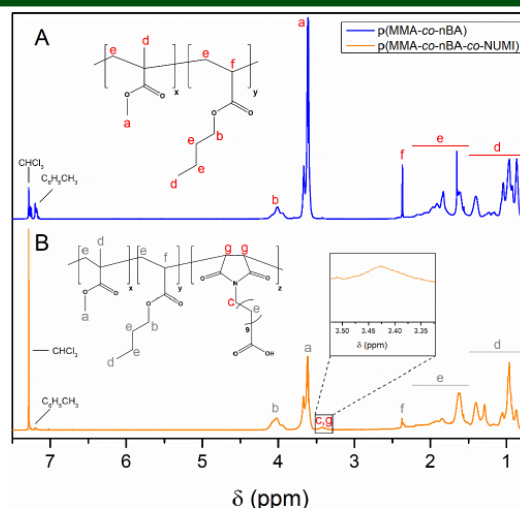 A
p(MMA-co-nBA)
p(MMA-co-nBA-co-NUMI)
a
e
d
e
f
x
y
O
O
O
O
a
e
b
d
e
CHCl3
C6H5CH3
b
f
e
d
B
e
d
e
f
g
g
x
y
z
O
O
O
O
O
N
O
a
c
e
9
e
b
d
e
O
OH
CHCl3
C6H5CH3
b
a
c,g
f
e
d
3.50
3.45
3.40
3.35
δ (ppm)
7
6
5
4
3
2
1
δ (ppm)